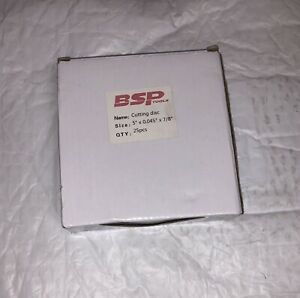 BSP
TOOLS
Name: Cutting disc
Size: 5" x 0.045" x 7/8"
QTY: 25pcs